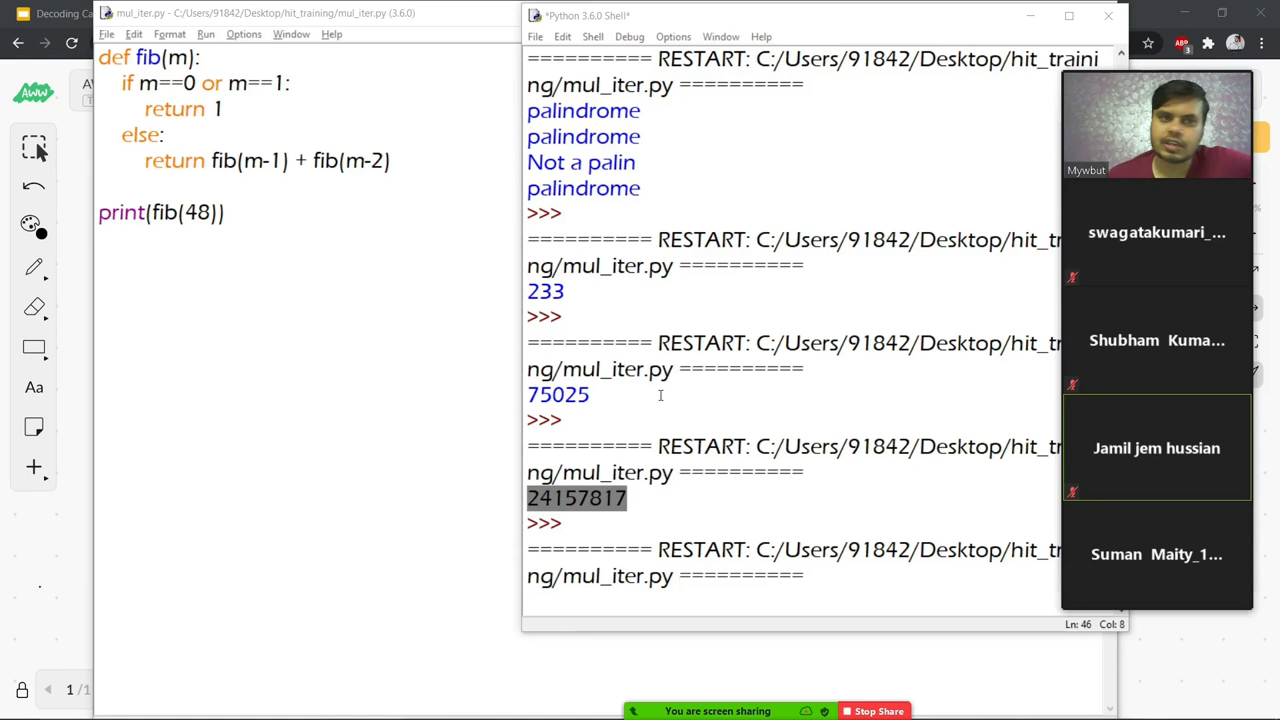 Decoding Ca
mul_iter.py - C:/Users/91842/Desktop/hit_training/mul_iter.py (3.6.0)
File Edit Format Run Options Window Help
def fib(m):
if m==0 or m==1:
return 1
else:
return fib(m-1) + fib(m-2)
print(fib(48))
*Python 3.6.0 Shell*
File Edit Shell Debug Options Window Help
========== RESTART: C:/Users/91842/Desktop/hit_traini
ng/mul_iter.py ==========
palindrome
palindrome
Not a palin
palindrome
>>>
========== RESTART: C:/Users/91842/Desktop/hit_tr
ng/mul_iter.py ==========
233
>>>
========== RESTART: C:/Users/91842/Desktop/hit_tr
ng/mul_iter.py ==========
75025
>>>
========== RESTART: C:/Users/91842/Desktop/hit_tr
ng/mul_iter.py ==========
24157817
>>>
========== RESTART: C:/Users/91842/Desktop/hit_tr
ng/mul_iter.py ==========
Ln: 46 Col: 8
Mywbut
swagatakumari_...
Shubham Kuma...
Jamil jem hussian
Suman Maity_1...
AWW
A
Aa
1/1
ABP
3
You are screen sharing
Stop Share